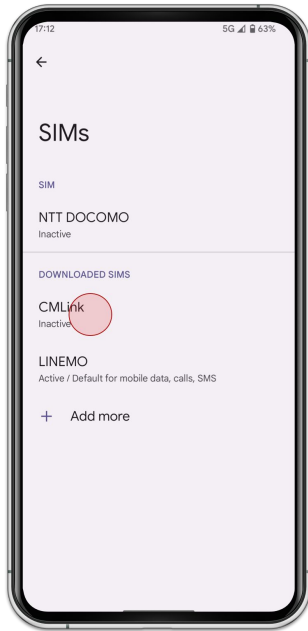 17:12 5G 63%
SIMs
SIM
NTT DOCOMO
Inactive
DOWNLOADED SIMS
CMLink
Inactive
LINEMO
Active / Default for mobile data, calls, SMS
+ Add more